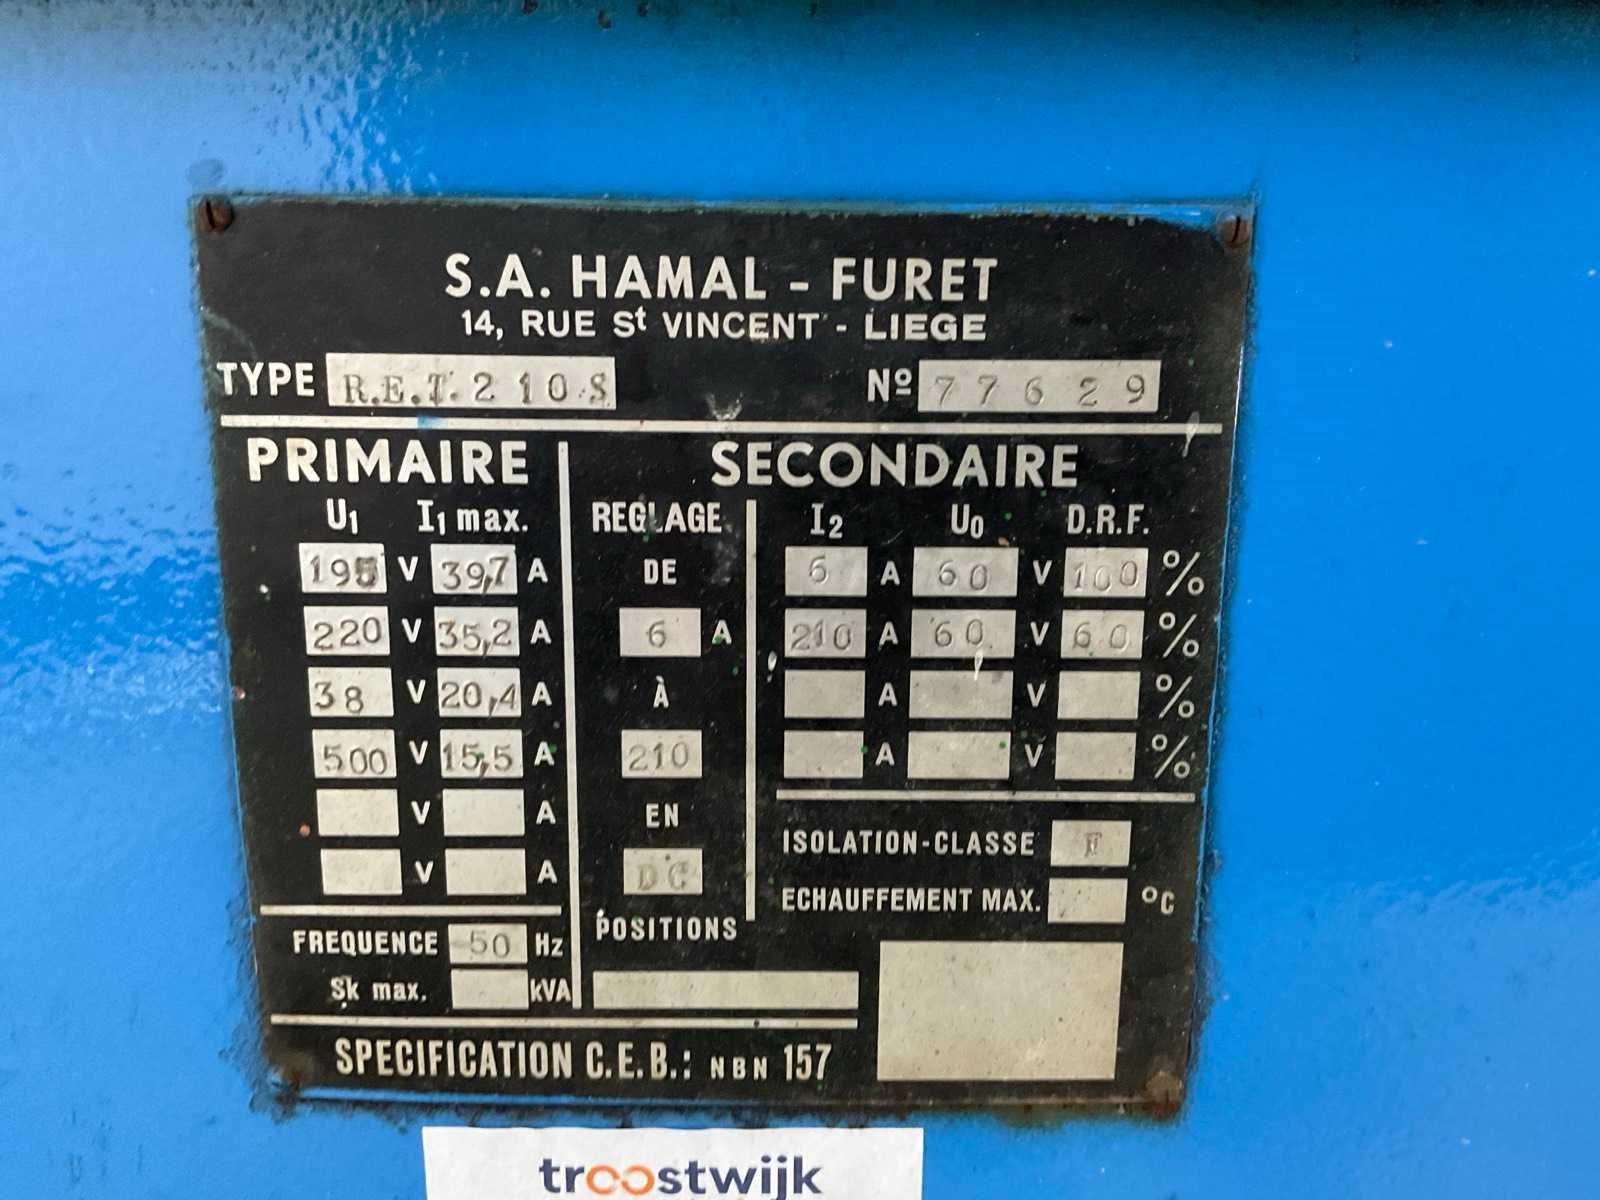 S.A. HAMAL - FURET
14, RUE St VINCENT - LIEGE
TYPE R.E.T. 210 S Nº 77629
PRIMAIRE SECONDAIRE
U1 I1 max. REGLAGE I2 U0 D.R.F.
195 V 39,7 A DE 6 A 60 V 100 %
220 V 35,2 A 6 A 210 A 60 V 60 %
38 V 20,4 A À A V %
500 V 15,5 A 210 A V %
V A EN
ISOLATION-CLASSE F
V A DC
ECHAUFFEMENT MAX. °C
POSITIONS
FREQUENCE 50 Hz
Sk max. kVA
SPECIFICATION C.E.B.: NBN 157
troostwijk